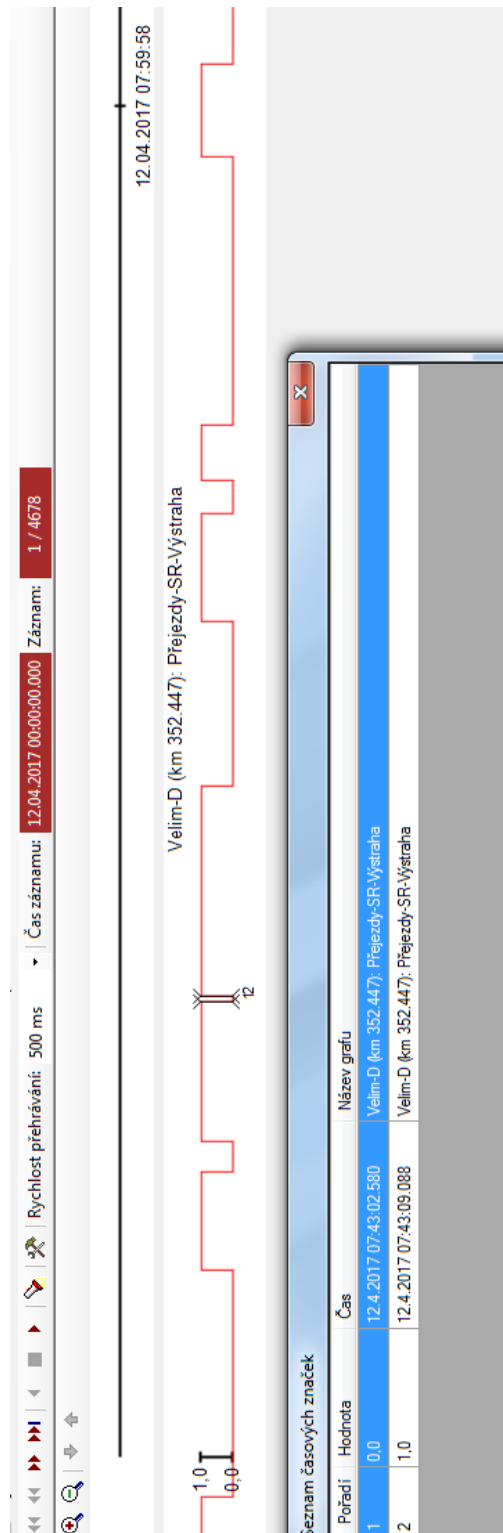 Rychlost přehrávání: 500 ms Čas záznamu: 12.04.2017 00:00:00.000 Záznam: 1 / 4678
12.04.2017 07:59:58
Velim-D (km 352.447): Přejezdy-SR-Výstraha
1,0
0,0
12
Seznam časových značek
Pořadí Hodnota Čas Název grafu
1 0,0 12.4.2017 07:43:02.580 Velim-D (km 352.447): Přejezdy-SR-Výstraha
2 1,0 12.4.2017 07:43:09.088 Velim-D (km 352.447): Přejezdy-SR-Výstraha